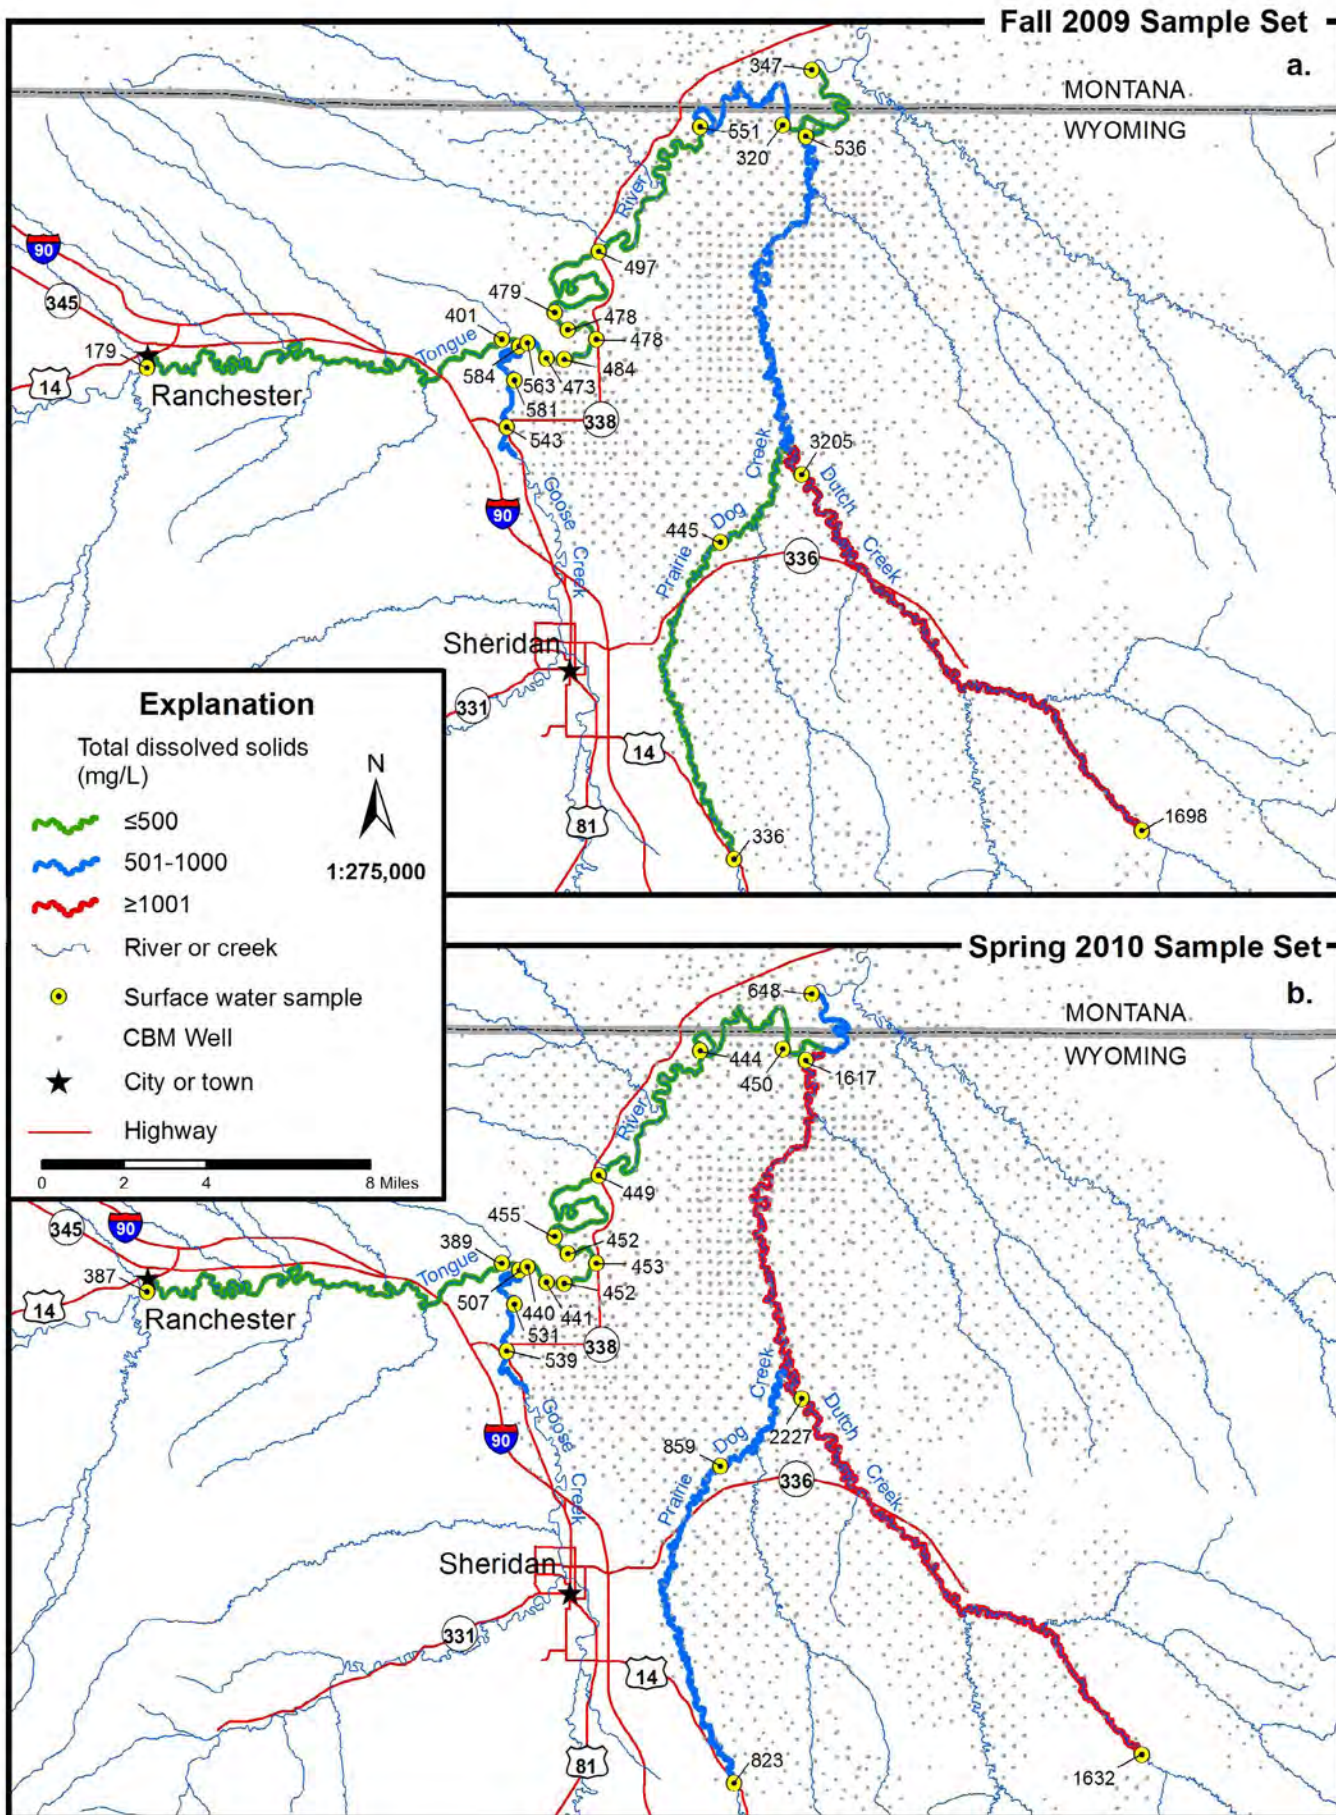 Fall 2009 Sample Set
a.
347
MONTANA
WYOMING
551
320
536
River
90
497
345
479
478
401
478
Tongue
179
584
563
473
484
14
Ranchester
581
338
543
3205
Creek
Dutch
Goose
90
Dog
445
336
Creek
Prairie
Creek
Sheridan
331
14
81
336
1698
Explanation
Total dissolved solids
(mg/L)
N
≤500
501-1000
1:275,000
≥1001
River or creek
Surface water sample
CBM Well
City or town
Highway
0 2 4 8 Miles
Spring 2010 Sample Set
b.
648
MONTANA
WYOMING
444
450
1617
River
449
345
90
455
452
389
453
Tongue
387
507
440
441
452
14
Ranchester
531
338
539
Creek
Dutch
Goose
90
2227
Dog
859
336
Creek
Prairie
Creek
Sheridan
331
14
81
823
1632